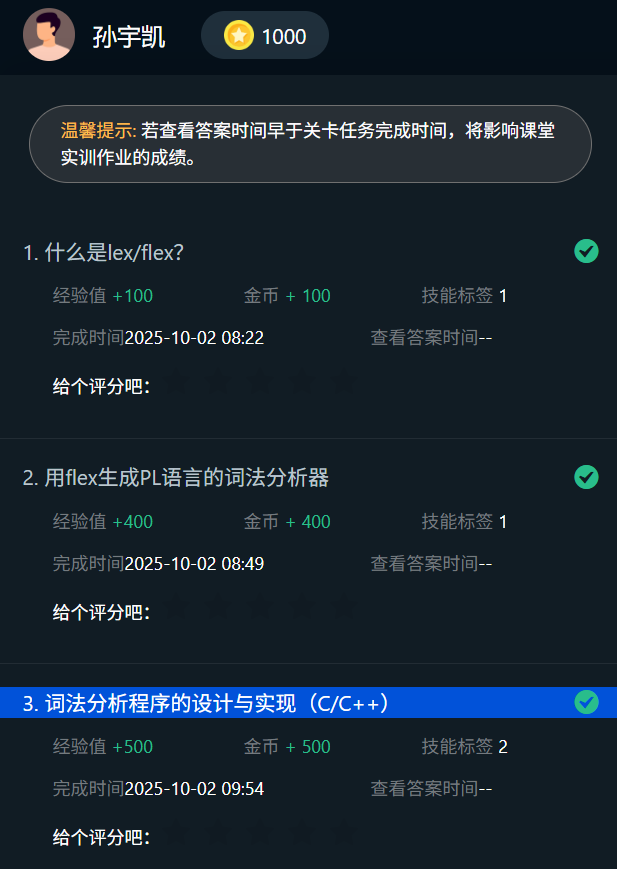 孙宇凯 1000
温馨提示: 若查看答案时间早于关卡任务完成时间，将影响课堂
实训作业的成绩。
1. 什么是lex/flex？
经验值 +100 金币 + 100 技能标签 1
完成时间2025-10-02 08:22 查看答案时间--
给个评分吧：
2. 用flex生成PL语言的词法分析器
经验值 +400 金币 + 400 技能标签 1
完成时间2025-10-02 08:49 查看答案时间--
给个评分吧：
3. 词法分析程序的设计与实现（C/C++）
经验值 +500 金币 + 500 技能标签 2
完成时间2025-10-02 09:54 查看答案时间--
给个评分吧：